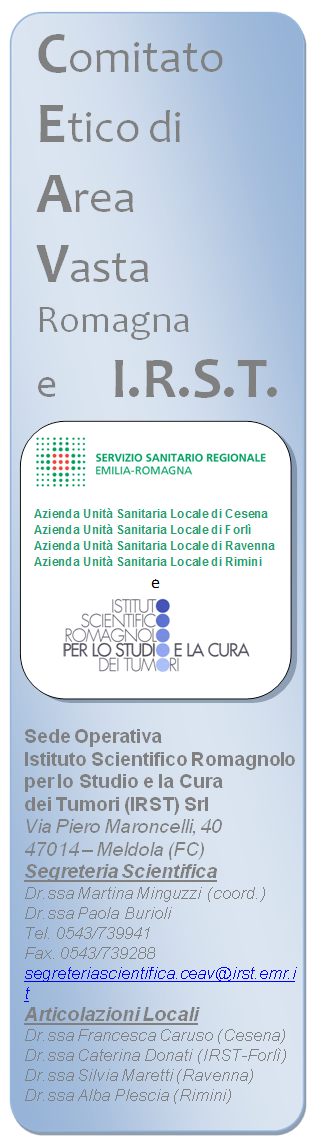 Comitato
Etico di
Area
Vasta
Romagna
e I.R.S.T.
SERVIZIO SANITARIO REGIONALE
EMILIA-ROMAGNA
Azienda Unità Sanitaria Locale di Cesena
Azienda Unità Sanitaria Locale di Forlì
Azienda Unità Sanitaria Locale di Ravenna
Azienda Unità Sanitaria Locale di Rimini
e
ISTITUTO
SCIENTIFICO
ROMAGNOLO
PER LO STUDIO E LA CURA
DEI TUMORI
Sede Operativa
Istituto Scientifico Romagnolo
per lo Studio e la Cura
dei Tumori (IRST) Srl
Via Piero Maroncelli, 40
47014 – Meldola (FC)
Segreteria Scientifica
Dr.ssa Martina Minguzzi (coord.)
Dr.ssa Paola Burioli
Tel. 0543/739941
Fax. 0543/739288
segreteriascientifica.ceav@irst.emr.i
t
Articolazioni Locali
Dr.ssa Francesca Caruso (Cesena)
Dr.ssa Caterina Donati (IRST-Forlì)
Dr.ssa Silvia Maretti (Ravenna)
Dr.ssa Alba Plescia (Rimini)